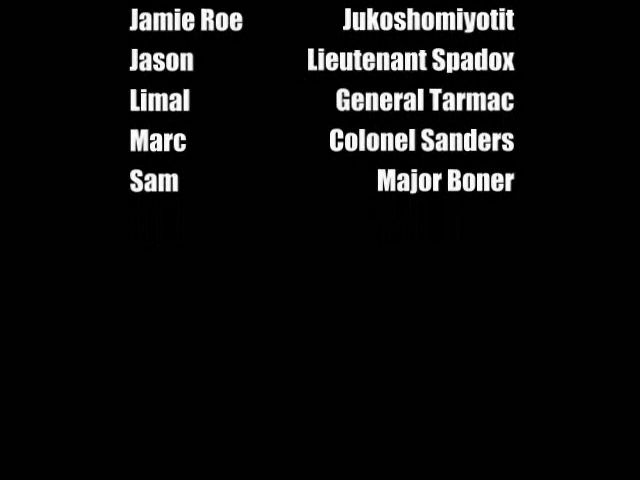 Jamie Roe Jukoshomiyotit
Jason Lieutenant Spadox
Limal General Tarmac
Marc Colonel Sanders
Sam Major Boner